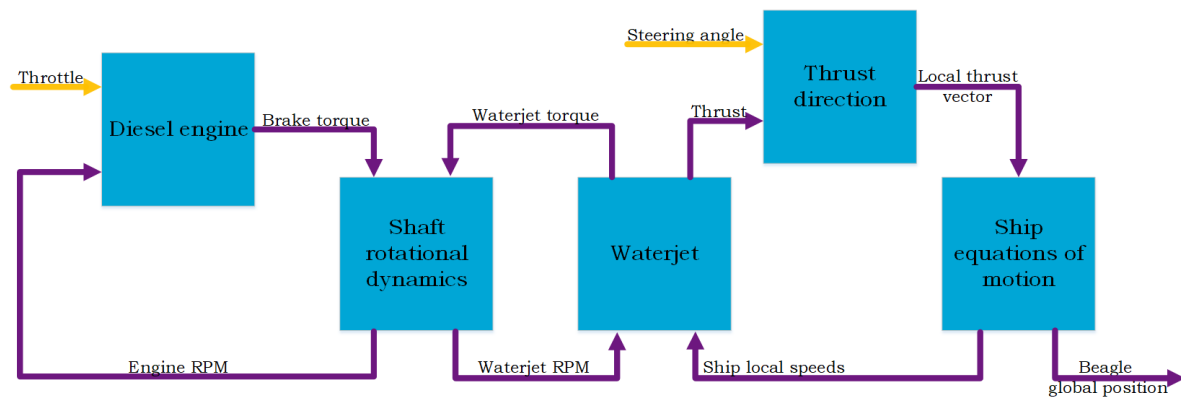 Steering angle
Throttle
Thrust
direction
Local thrust
vector
Diesel engine
Brake torque
Waterjet torque
Thrust
Shaft
rotational
dynamics
Waterjet
Ship
equations of
motion
Engine RPM
Waterjet RPM
Ship local speeds
Beagle
global position